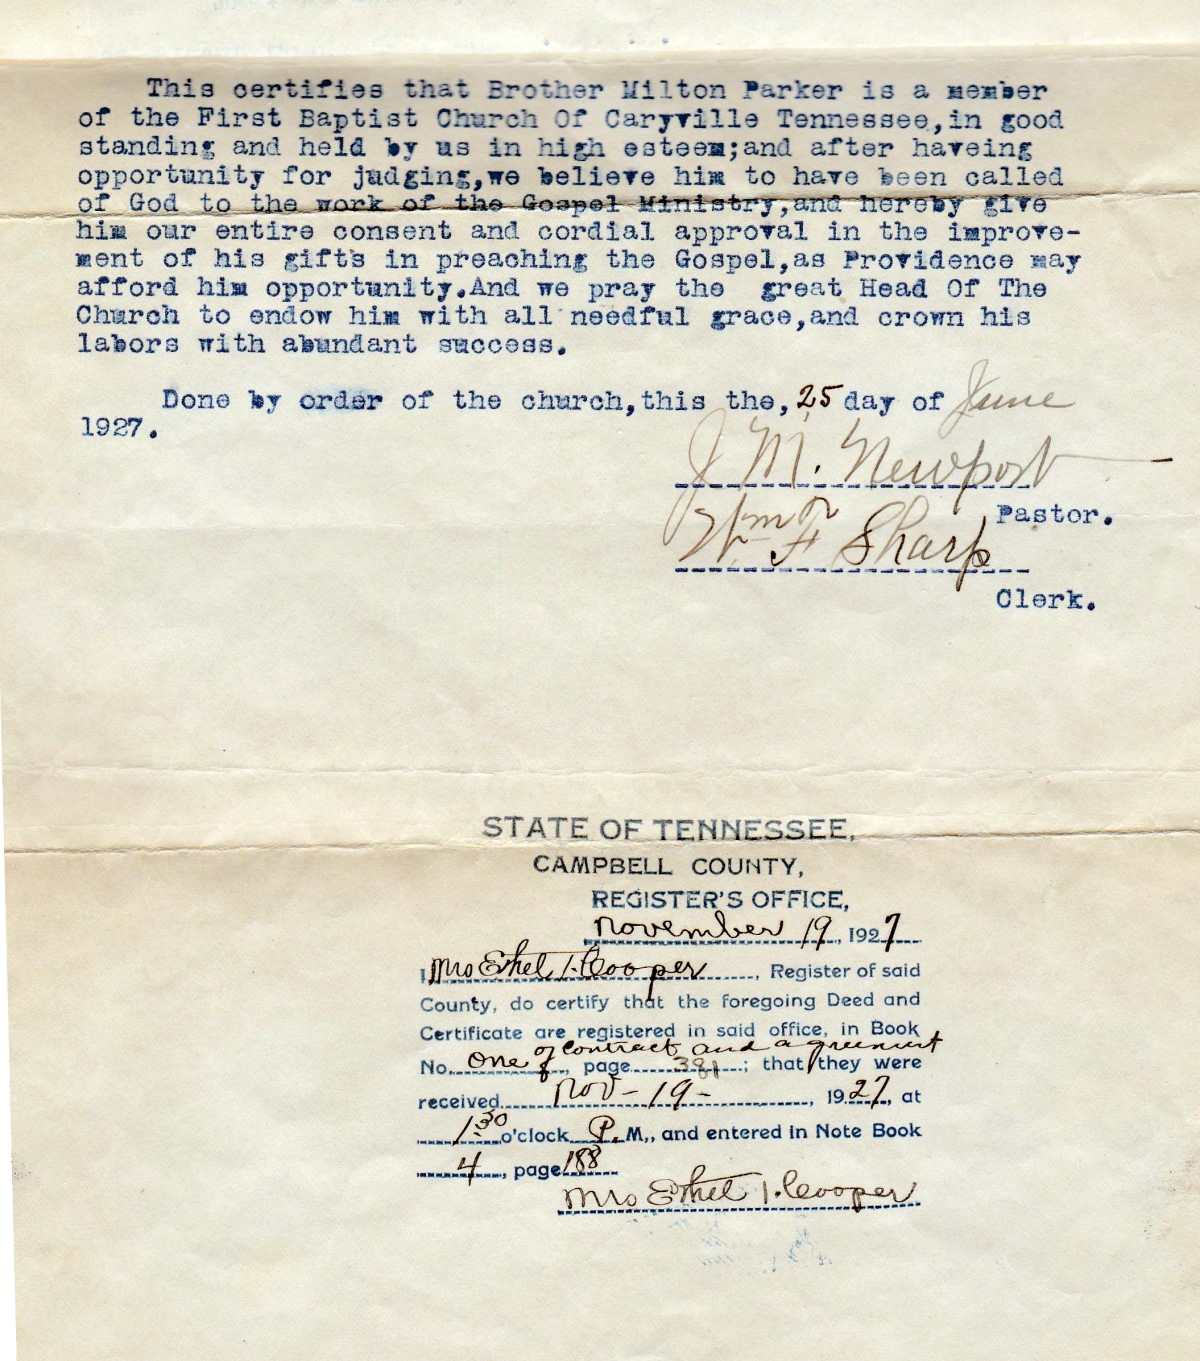 This certifies that Brother Milton Parker is a member
of the First Baptist Church Of Caryville Tennessee,in good
standing and held by us in high esteem;and after haveing
opportunity for judging,we believe him to have been called
of God to the work of the Gospel Ministry,and hereby give
him our entire consent and cordial approval in the improve-
ment of his gifts in preaching the Gospel,as Providence may
afford him opportunity.And we pray the great Head Of The
Church to endow him with all needful grace,and crown his
labors with abundant success.
Done by order of the church,this the,25 day of June
1927.
J M. Newport
Pastor.
Wm F Sharp
Clerk.
STATE OF TENNESSEE,
CAMPBELL COUNTY,
REGISTER'S OFFICE,
November 19, 1927
I Mrs Ethel I. Cooper, Register of said
County, do certify that the foregoing Deed and
Certificate are registered in said office, in Book
of contract and agreement
No. One, page 381; that they were
received Nov - 19 -, 1927, at
1:30 o'clock P. M., and entered in Note Book
4, page 188
Mrs Ethel I. Cooper